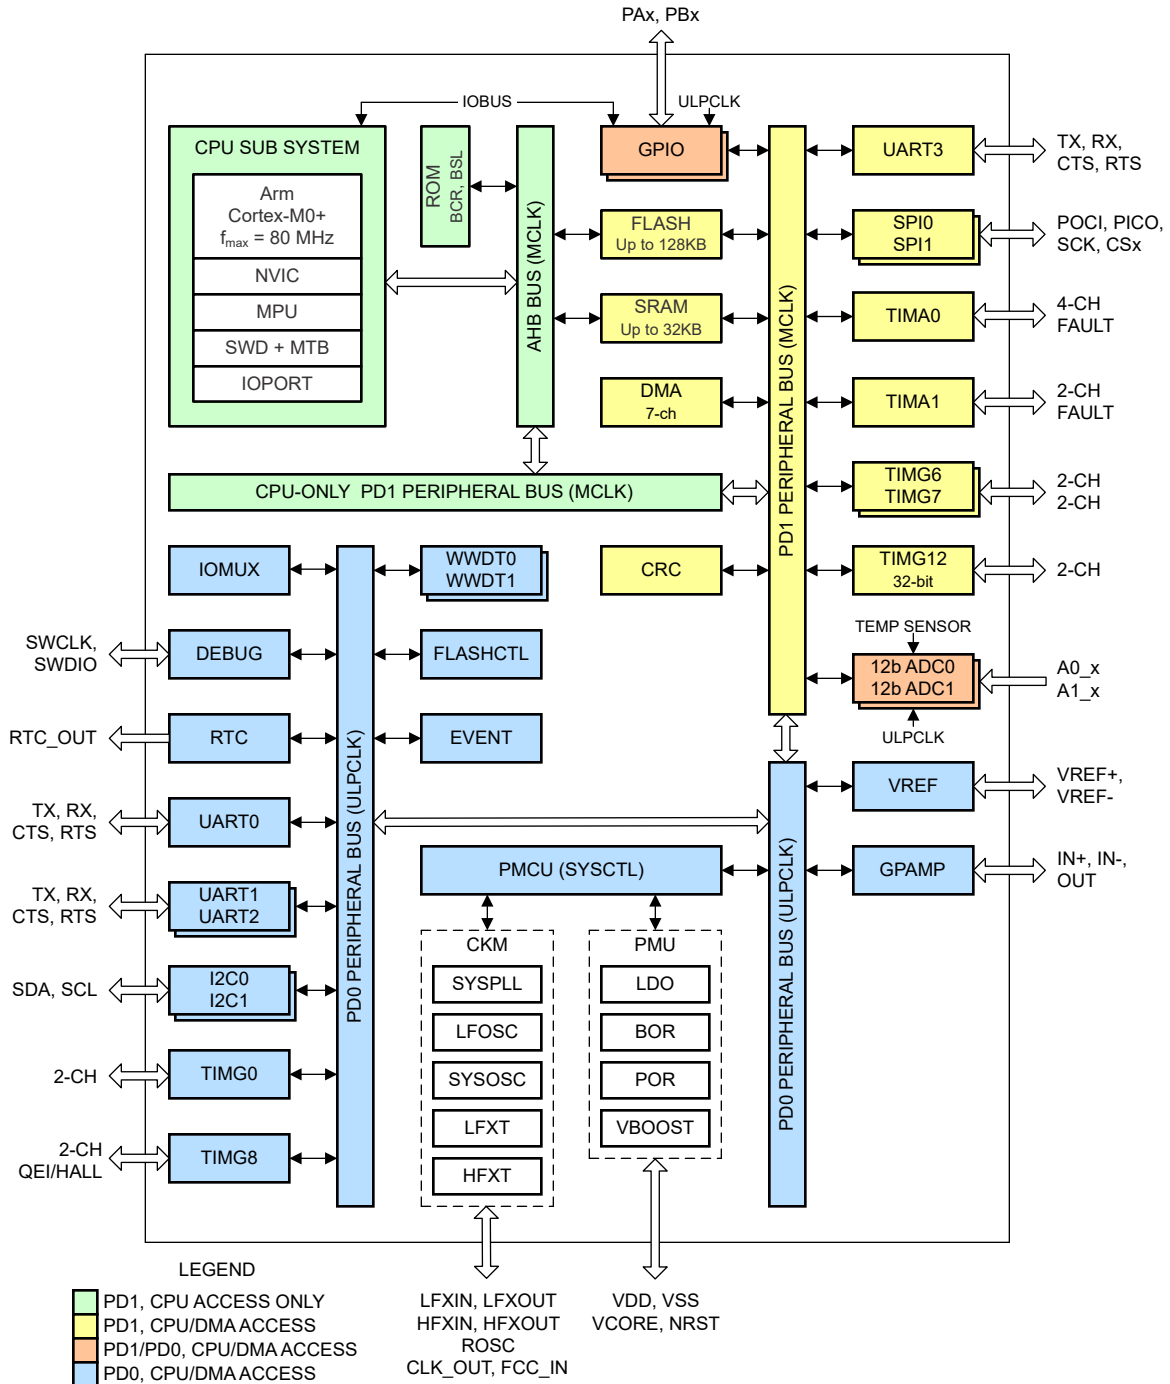 PAx, PBx
IOBUS
ULPCLK
CPU SUB SYSTEM
Arm
Cortex-M0+
fmax = 80 MHz
NVIC
MPU
SWD + MTB
IOPORT
ROM
BCR, BSL
AHB BUS (MCLK)
GPIO
FLASH
Up to 128KB
SRAM
Up to 32KB
DMA
7-ch
PD1 PERIPHERAL BUS (MCLK)
UART3
TX, RX,
CTS, RTS
SPI0
SPI1
POCI, PICO,
SCK, CSx
TIMA0
4-CH
FAULT
TIMA1
2-CH
FAULT
CPU-ONLY PD1 PERIPHERAL BUS (MCLK)
TIMG6
TIMG7
2-CH
2-CH
CRC
TIMG12
32-bit
2-CH
TEMP SENSOR
12b ADC0
12b ADC1
A0_x
A1_x
ULPCLK
IOMUX
WWDT0
WWDT1
SWCLK,
SWDIO
DEBUG
FLASHCTL
RTC_OUT
RTC
EVENT
PD0 PERIPHERAL BUS (ULPCLK)
TX, RX,
CTS, RTS
UART0
TX, RX,
CTS, RTS
UART1
UART2
SDA, SCL
I2C0
I2C1
2-CH
TIMG0
2-CH
QEI/HALL
TIMG8
PMCU (SYSCTL)
CKM
SYSPLL
LFOSC
SYSOSC
LFXT
HFXT
PMU
LDO
BOR
POR
VBOOST
PD0 PERIPHERAL BUS (ULPCLK)
VREF
VREF+,
VREF-
GPAMP
IN+, IN-,
OUT
LEGEND
PD1, CPU ACCESS ONLY
PD1, CPU/DMA ACCESS
PD1/PD0, CPU/DMA ACCESS
PD0, CPU/DMA ACCESS
LFXIN, LFXOUT
HFXIN, HFXOUT
ROSC
CLK_OUT, FCC_IN
VDD, VSS
VCORE, NRST